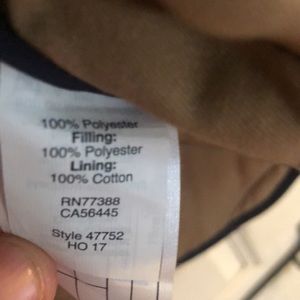 100% Polyester
Filling:
100% Polyester
Lining:
100% Cotton
RN77388
CA56445
Style 47752
HO 17